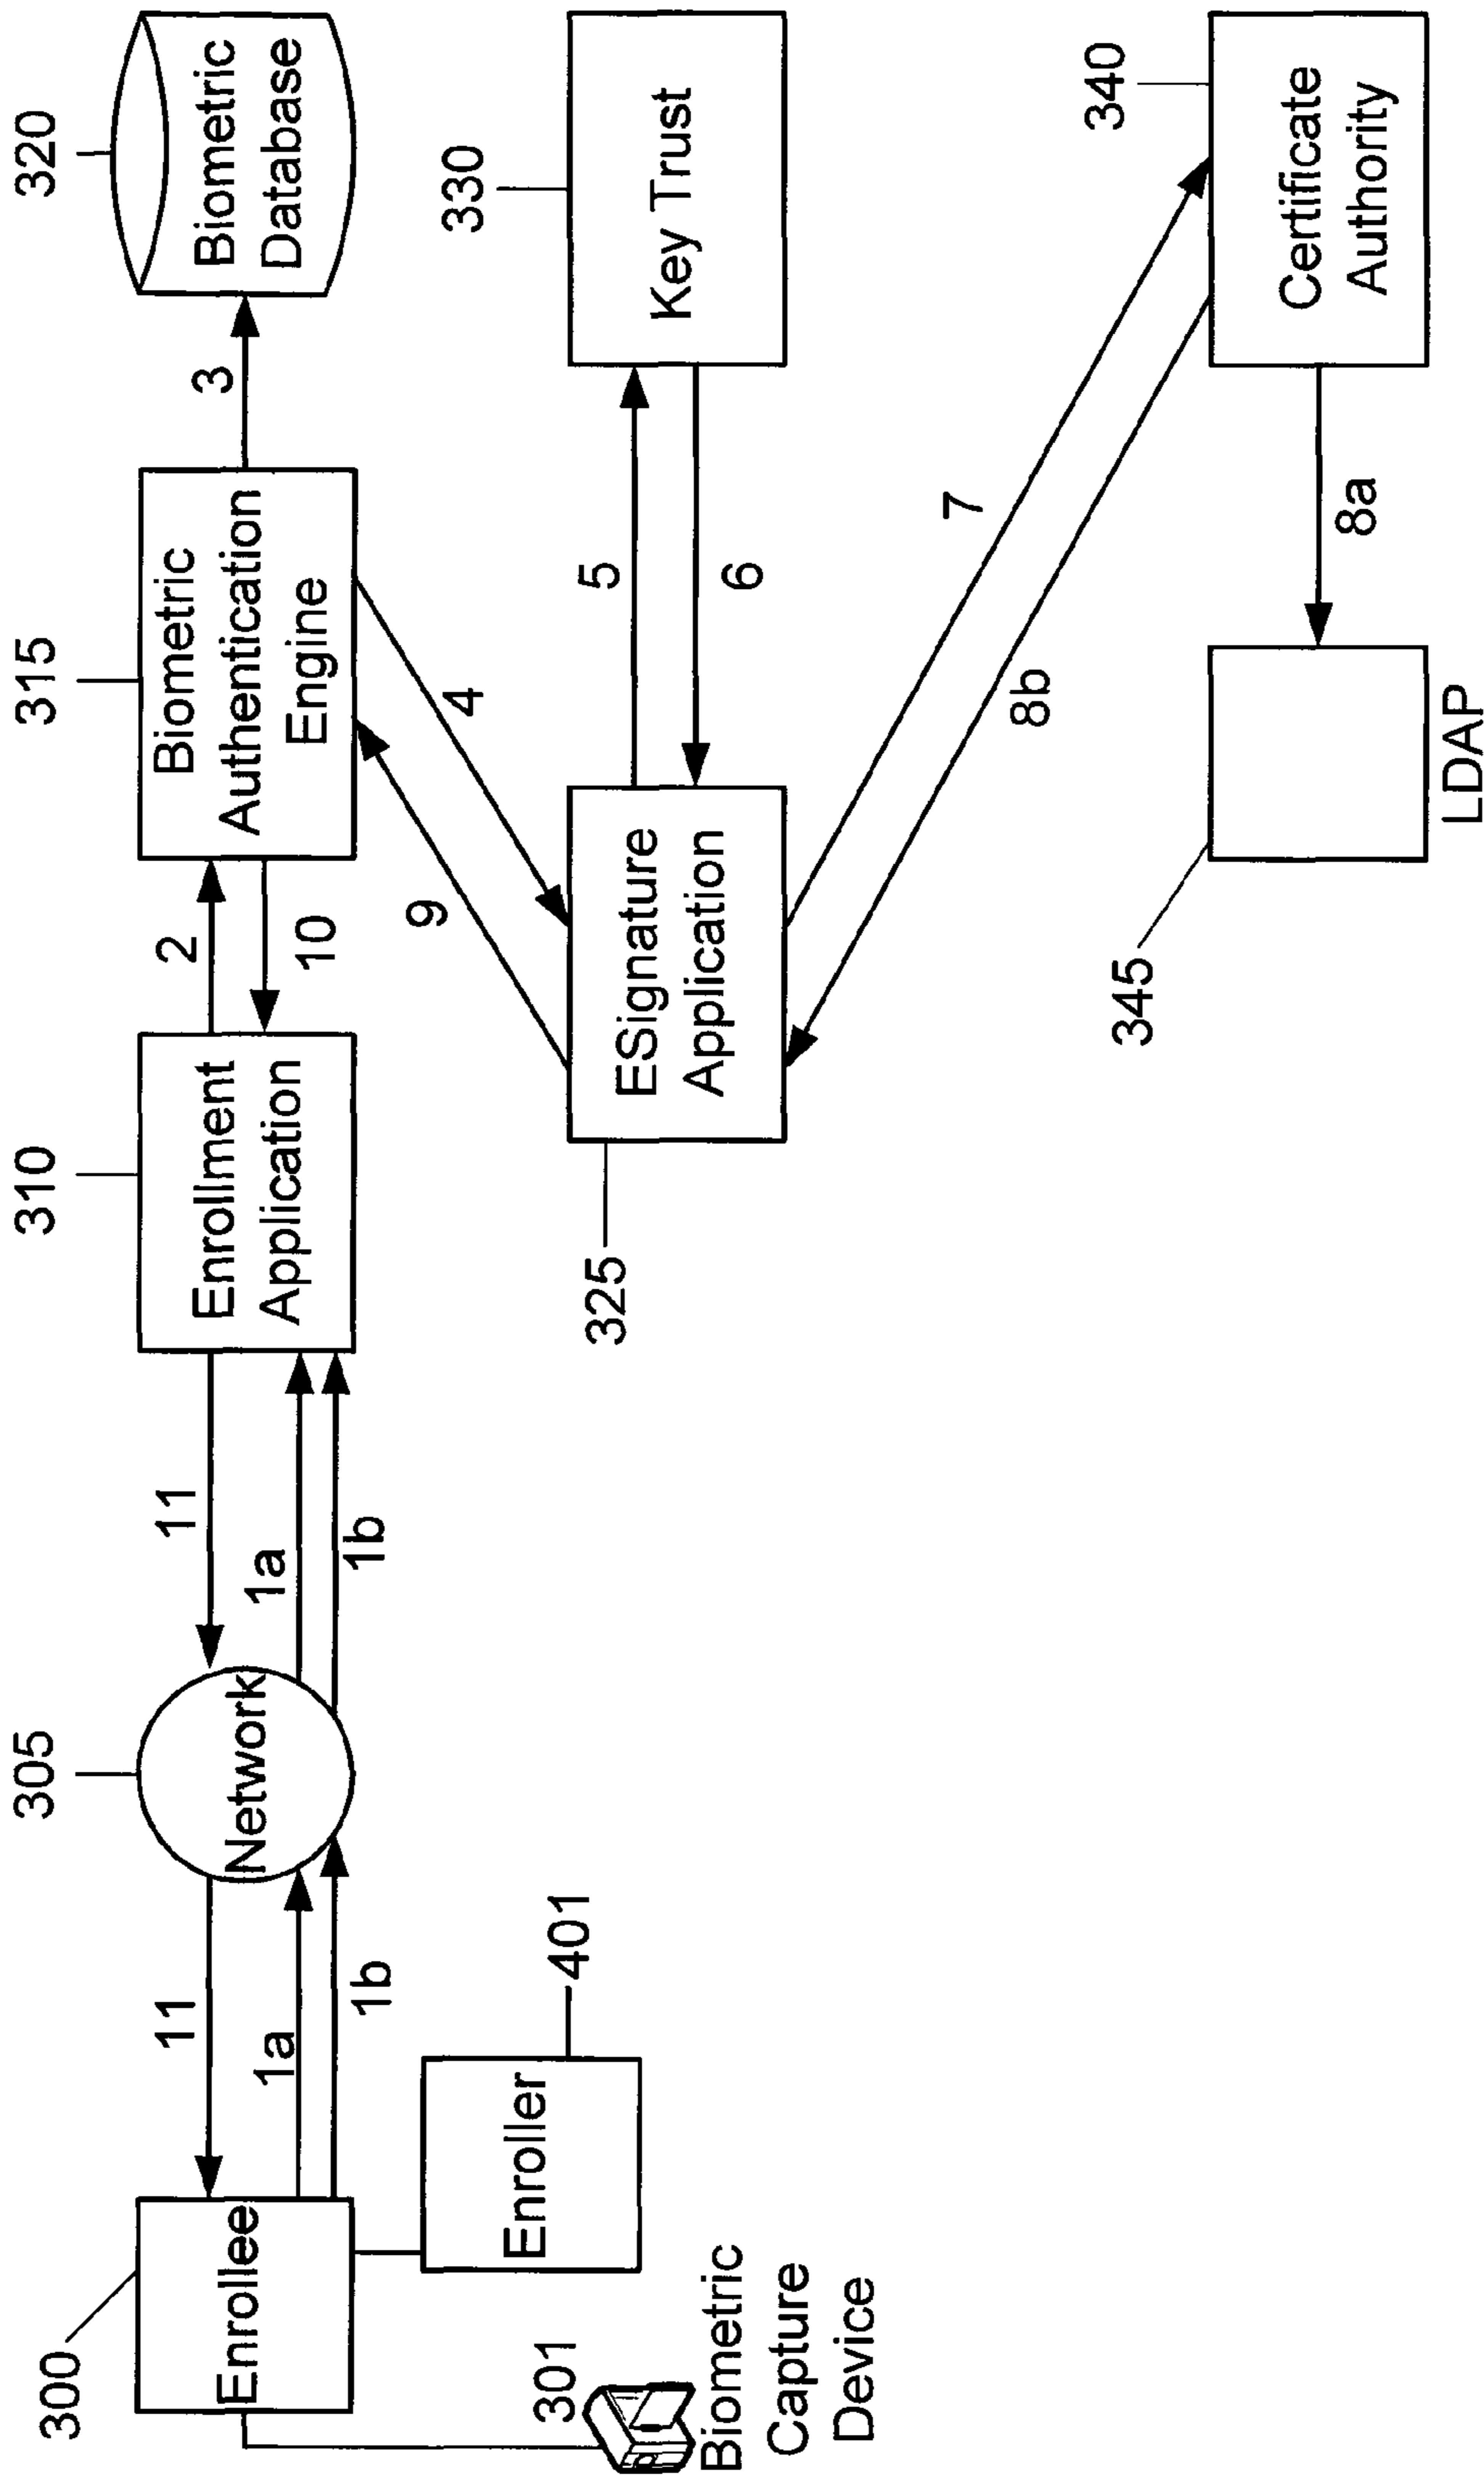 300
305
310
315
320
Enrollee
11
1a
1b
Network
11
1a
1b
Enrollment
Application
2
10
Biometric
Authentication
Engine
3
Biometric
Database
301
Biometric
Capture
Device
Enroller
401
9
4
325
ESignature
Application
5
6
330
Key Trust
7
8b
345
LDAP
8a
340
Certificate
Authority